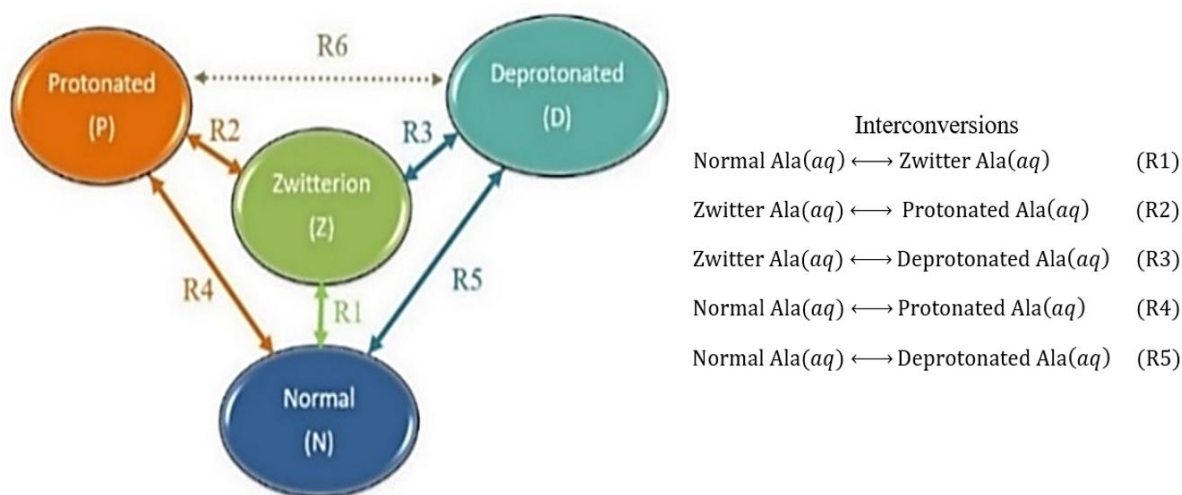 R6
Protonated
(P)
Deprotonated
(D)
R2
R3
Zwitterion
(Z)
R4
R5
R1
Normal
(N)
Interconversions
Normal Ala(aq) ⟷ Zwitter Ala(aq) (R1)
Zwitter Ala(aq) ⟷ Protonated Ala(aq) (R2)
Zwitter Ala(aq) ⟷ Deprotonated Ala(aq) (R3)
Normal Ala(aq) ⟷ Protonated Ala(aq) (R4)
Normal Ala(aq) ⟷ Deprotonated Ala(aq) (R5)